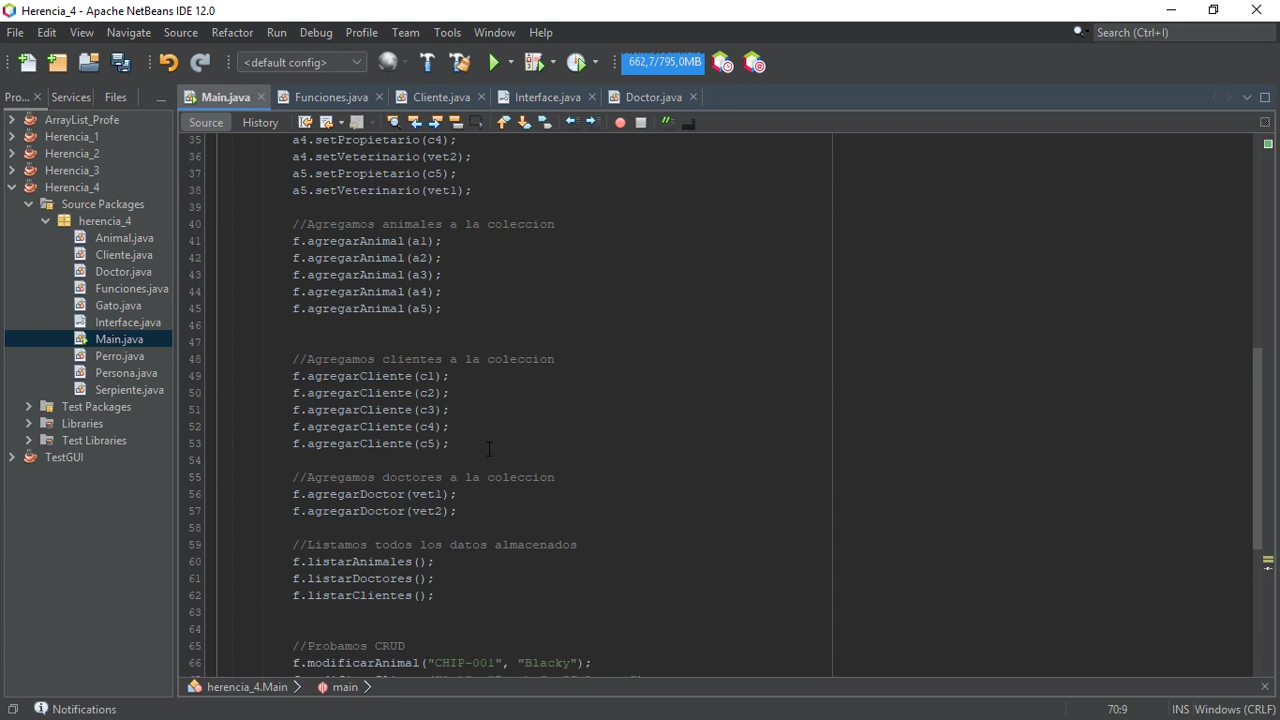 Herencia_4 - Apache NetBeans IDE 12.0
File Edit View Navigate Source Refactor Run Debug Profile Team Tools Window Help
Search (Ctrl+I)
<default config>
662,7/795,0MB
Pro... Services Files
Main.java Funciones.java Cliente.java Interface.java Doctor.java
Source History
ArrayList_Profe
Herencia_1
Herencia_2
Herencia_3
Herencia_4
Source Packages
herencia_4
Animal.java
Cliente.java
Doctor.java
Funciones.java
Gato.java
Interface.java
Main.java
Perro.java
Persona.java
Serpiente.java
Test Packages
Libraries
Test Libraries
TestGUI
35 a4.setPropietario(c4);
36 a4.setVeterinario(vet2);
37 a5.setPropietario(c5);
38 a5.setVeterinario(vet1);
39
40 //Agregamos animales a la coleccion
41 f.agregarAnimal(a1);
42 f.agregarAnimal(a2);
43 f.agregarAnimal(a3);
44 f.agregarAnimal(a4);
45 f.agregarAnimal(a5);
46
47
48 //Agregamos clientes a la coleccion
49 f.agregarCliente(c1);
50 f.agregarCliente(c2);
51 f.agregarCliente(c3);
52 f.agregarCliente(c4);
53 f.agregarCliente(c5);
54
55 //Agregamos doctores a la coleccion
56 f.agregarDoctor(vet1);
57 f.agregarDoctor(vet2);
58
59 //Listamos todos los datos almacenados
60 f.listarAnimales();
61 f.listarDoctores();
62 f.listarClientes();
63
64
65 //Probamos CRUD
66 f.modificarAnimal("CHIP-001", "Blacky");
herencia_4.Main main
Notifications
70:9
INS Windows (CRLF)